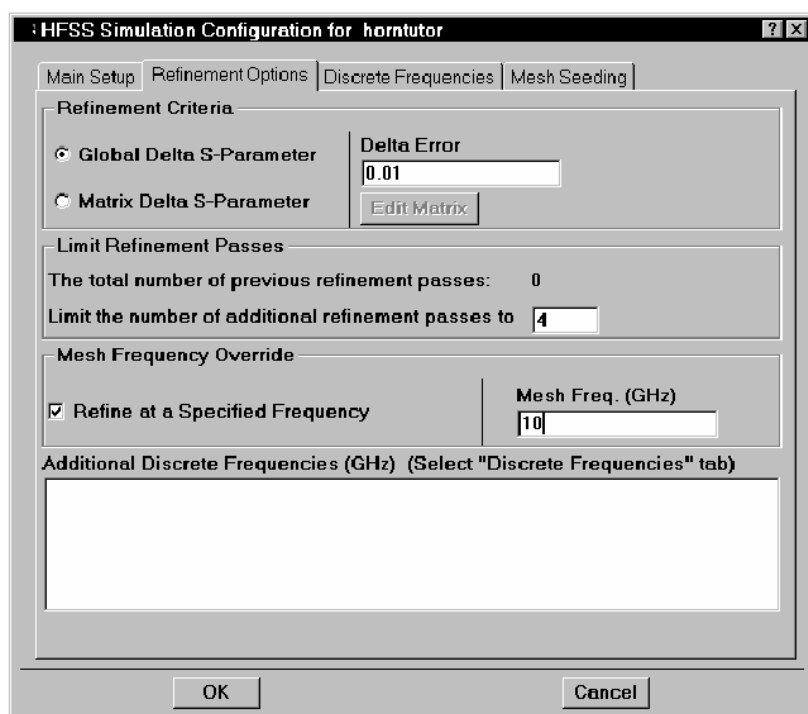 HFSS Simulation Configuration for horntutor
Main Setup Refinement Options Discrete Frequencies Mesh Seeding
Refinement Criteria
Global Delta S-Parameter
Delta Error
0.01
Matrix Delta S-Parameter
Edit Matrix
Limit Refinement Passes
The total number of previous refinement passes: 0
Limit the number of additional refinement passes to 4
Mesh Frequency Override
Refine at a Specified Frequency
Mesh Freq. (GHz)
10
Additional Discrete Frequencies (GHz) (Select "Discrete Frequencies" tab)
OK Cancel